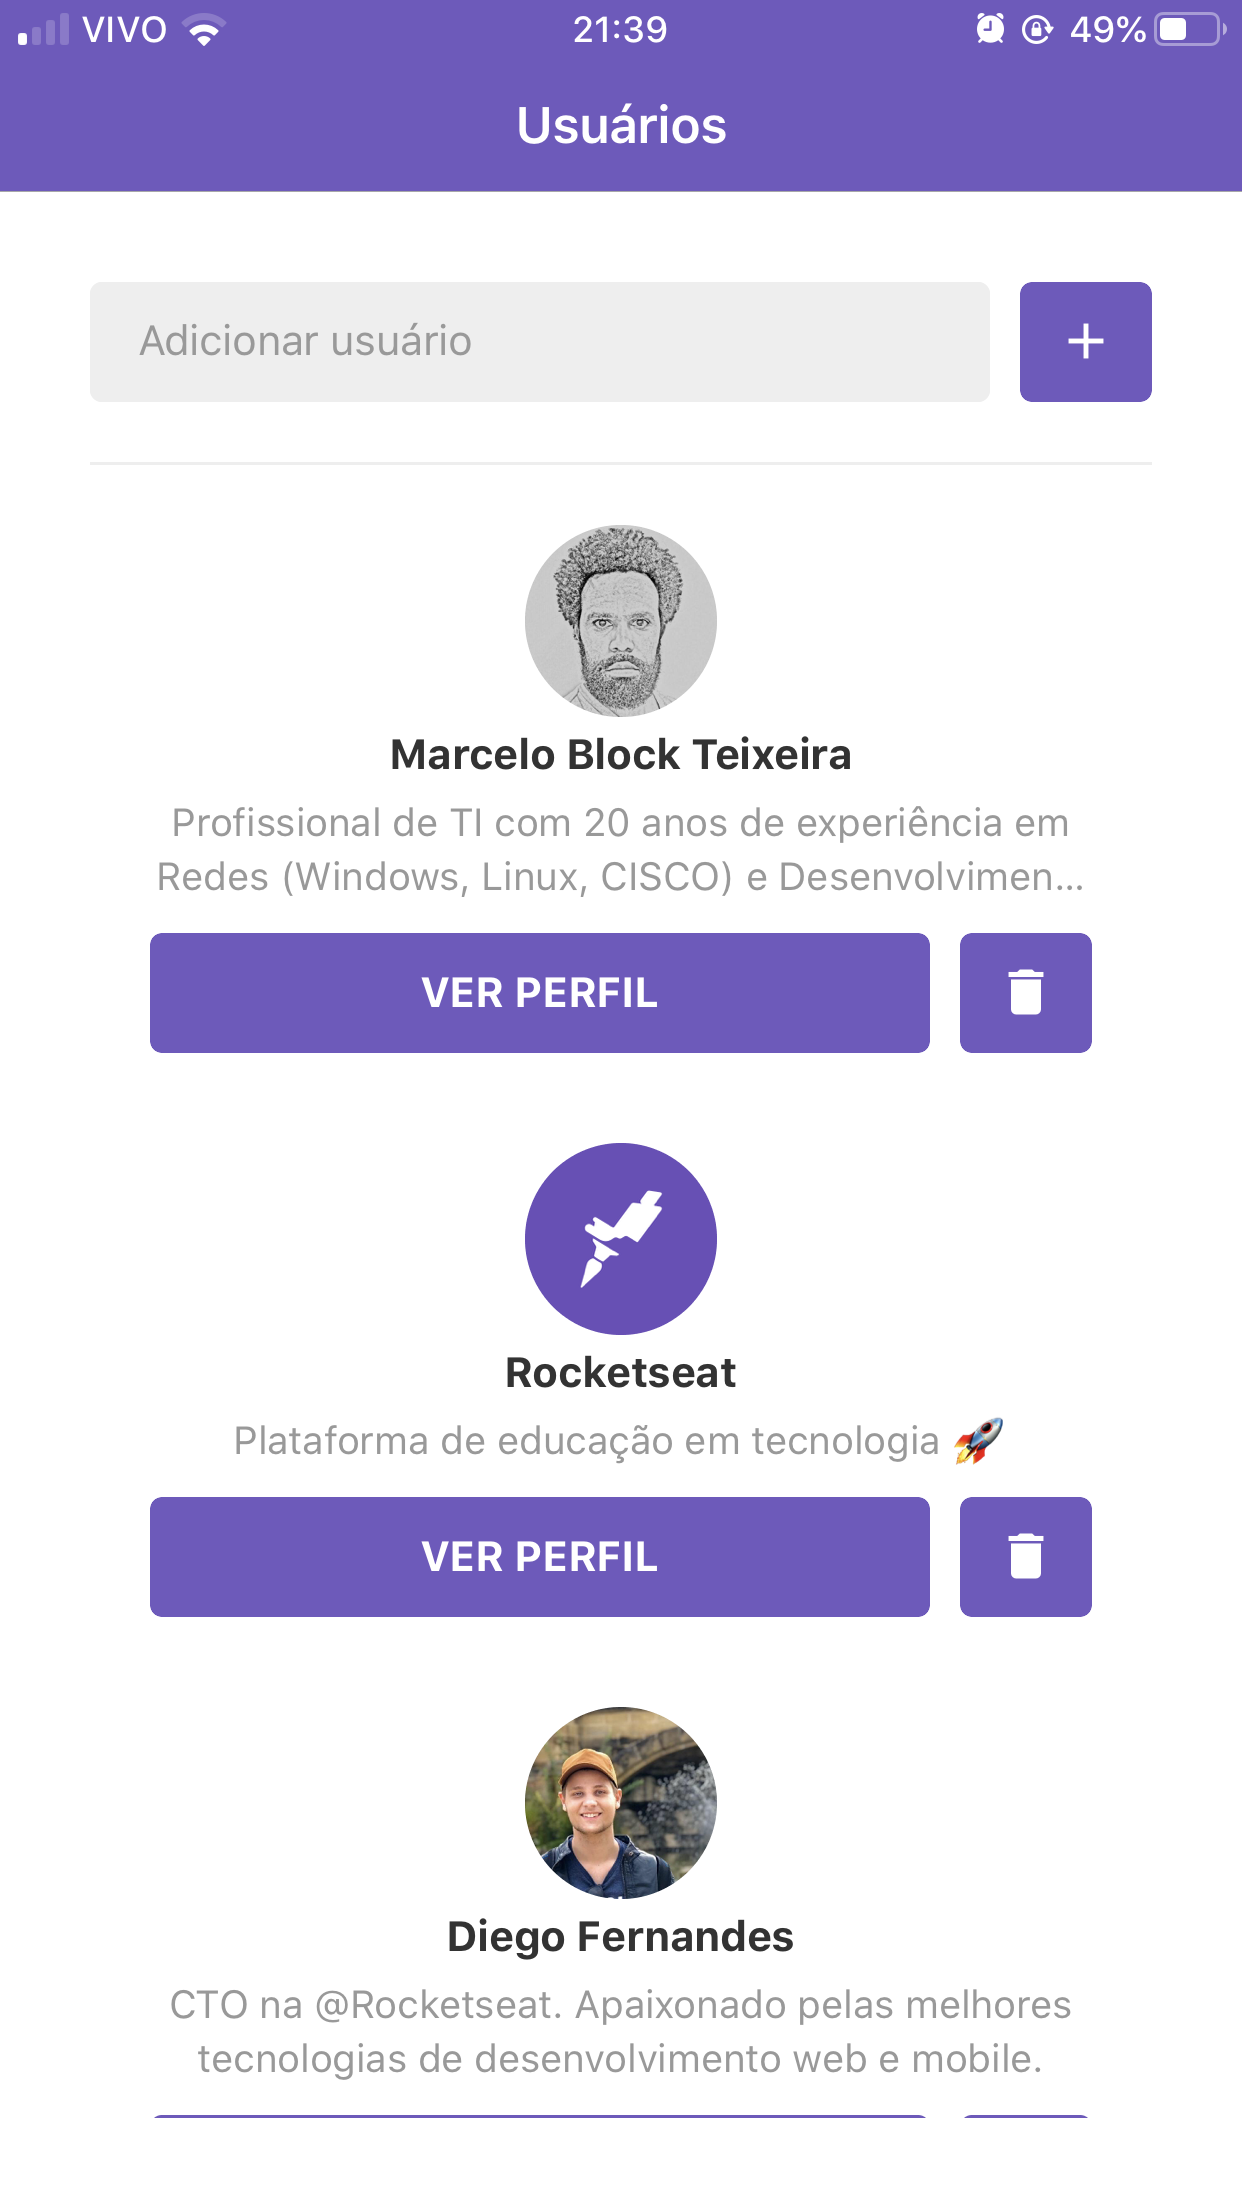 VIVO 21:39 49%
Usuários
Adicionar usuário
Marcelo Block Teixeira
Profissional de TI com 20 anos de experiência em
Redes (Windows, Linux, CISCO) e Desenvolvimen...
VER PERFIL
Rocketseat
Plataforma de educação em tecnologia 🚀
VER PERFIL
Diego Fernandes
CTO na @Rocketseat. Apaixonado pelas melhores
tecnologias de desenvolvimento web e mobile.